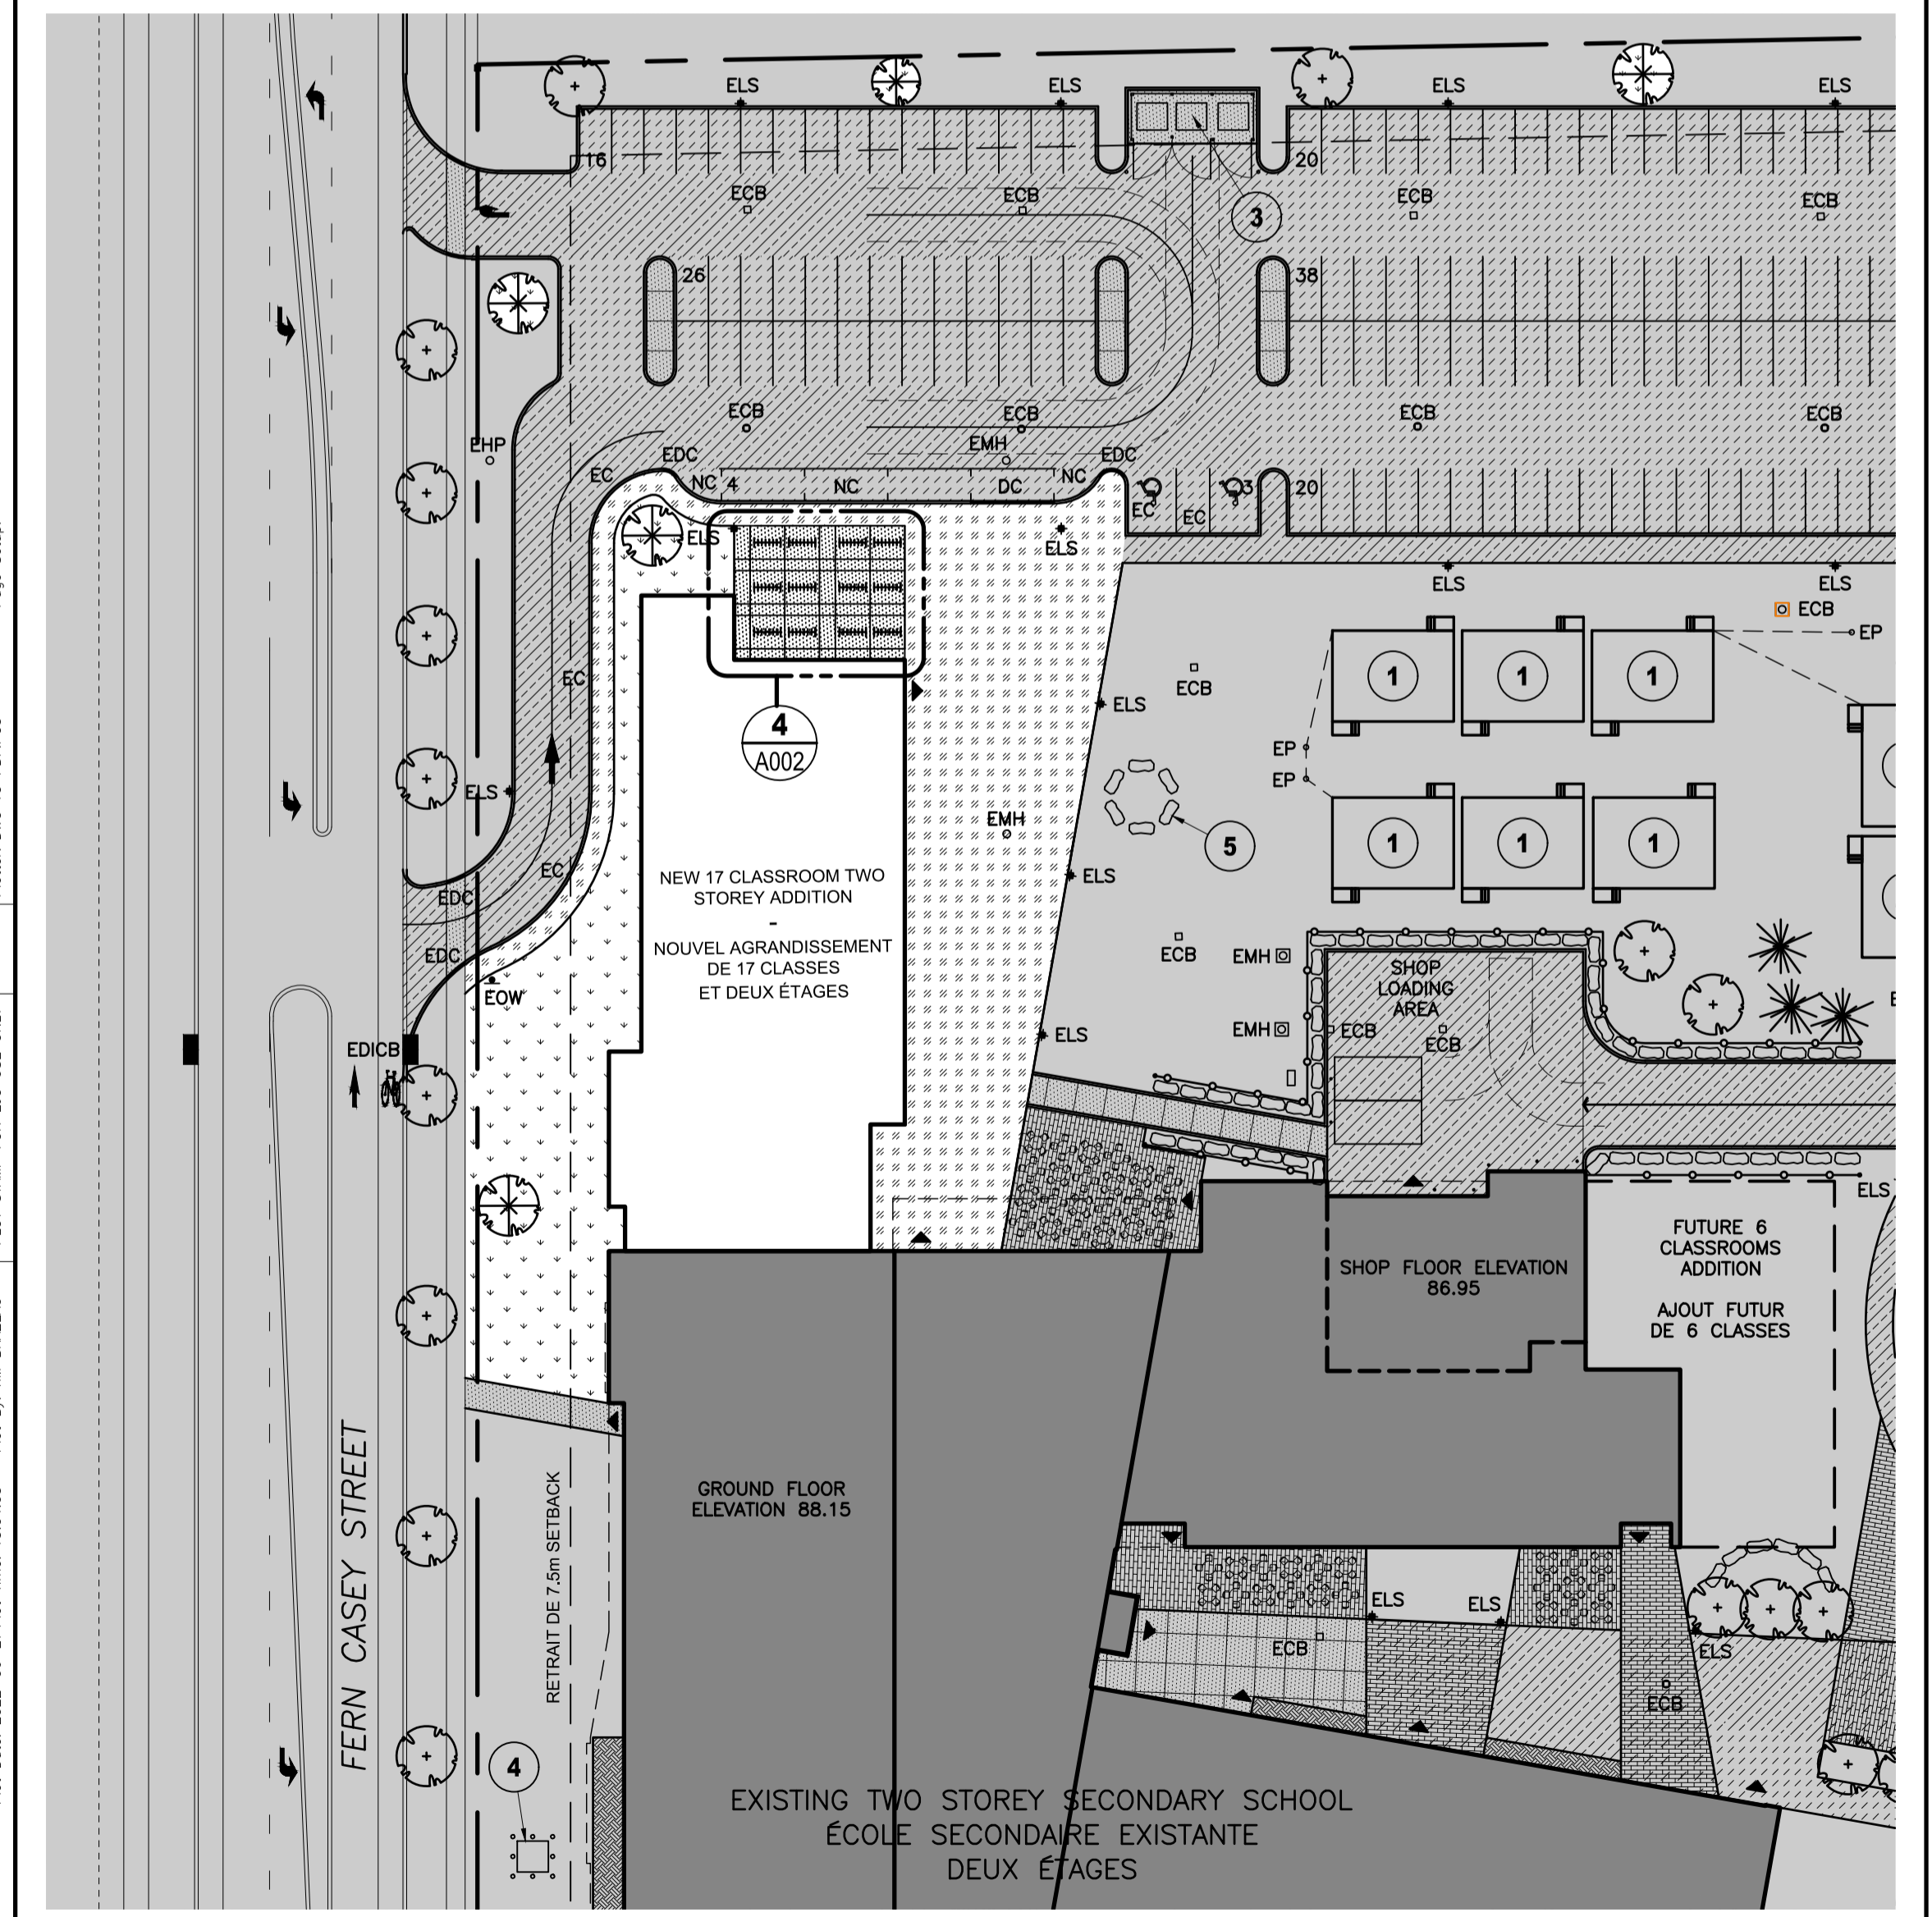 ELS
ELS
ELS
ELS
16
20
3
ECB
ECB
ECB
ECB
26
38
ECB
ECB
ECB
ECB
EHP
EMH
EDC
EDC
EC
NC
4
NC
DC
NC
3
20
EC
EC
ELS
ELS
ELS
ELS
ECB
EP
1
1
1
EC
ECB
ELS
4
A002
EP
EP
ELS
EMH
1
1
1
5
EC
ELS
NEW 17 CLASSROOM TWO
STOREY ADDITION
-
NOUVEL AGRANDISSEMENT
DE 17 CLASSES
ET DEUX ÉTAGES
EDC
EDC
EOW
ECB
EMH
SHOP
LOADING
AREA
EMH
ECB
ECB
ELS
EDICB
ELS
FUTURE 6
CLASSROOMS
ADDITION
AJOUT FUTUR
DE 6 CLASSES
SHOP FLOOR ELEVATION
86.95
FERN CASEY STREET
RETRAIT DE 7.5m SETBACK
GROUND FLOOR
ELEVATION 88.15
ELS
ELS
ECB
ELS
ECB
4
EXISTING TWO STOREY SECONDARY SCHOOL
ÉCOLE SECONDAIRE EXISTANTE
DEUX ÉTAGES